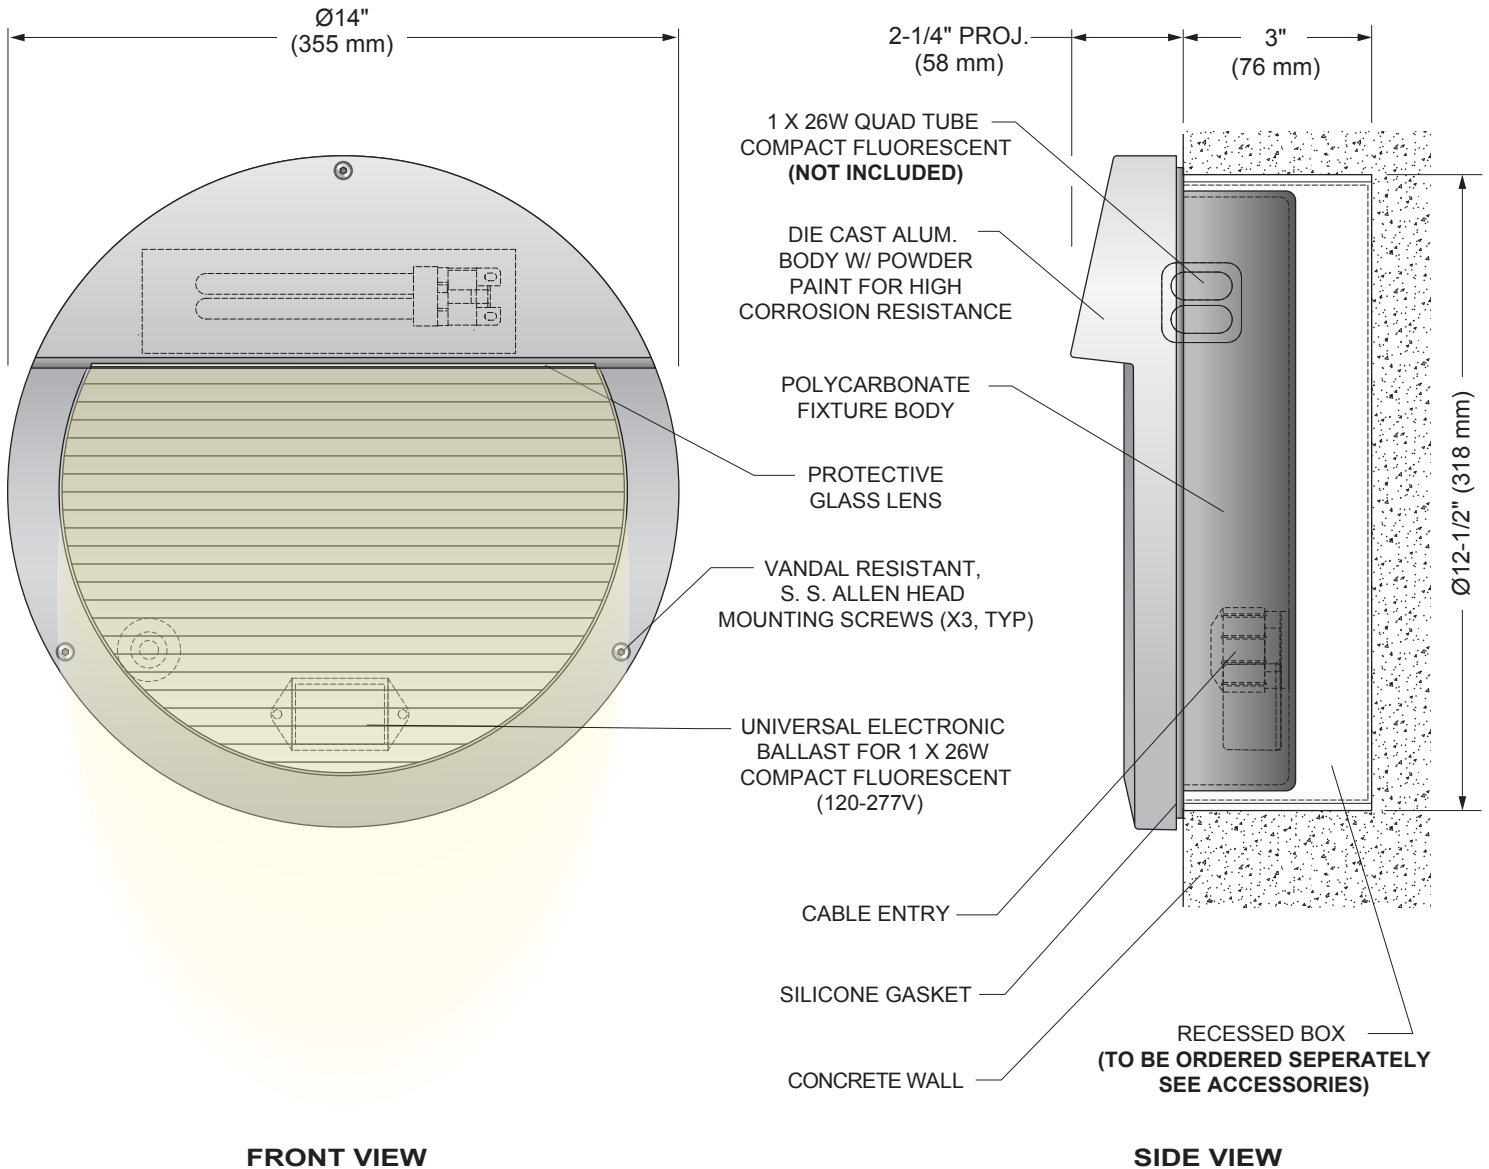 Ø14"
(355 mm)
2-1/4" PROJ.
(58 mm)
3"
(76 mm)
1 X 26W QUAD TUBE
COMPACT FLUORESCENT
(NOT INCLUDED)
DIE CAST ALUM.
BODY W/ POWDER
PAINT FOR HIGH
CORROSION RESISTANCE
POLYCARBONATE
FIXTURE BODY
PROTECTIVE
GLASS LENS
VANDAL RESISTANT,
S. S. ALLEN HEAD
MOUNTING SCREWS (X3, TYP)
UNIVERSAL ELECTRONIC
BALLAST FOR 1 X 26W
COMPACT FLUORESCENT
(120-277V)
CABLE ENTRY
SILICONE GASKET
CONCRETE WALL
Ø12-1/2" (318 mm)
RECESSED BOX
(TO BE ORDERED SEPERATELY
SEE ACCESSORIES)
FRONT VIEW
SIDE VIEW